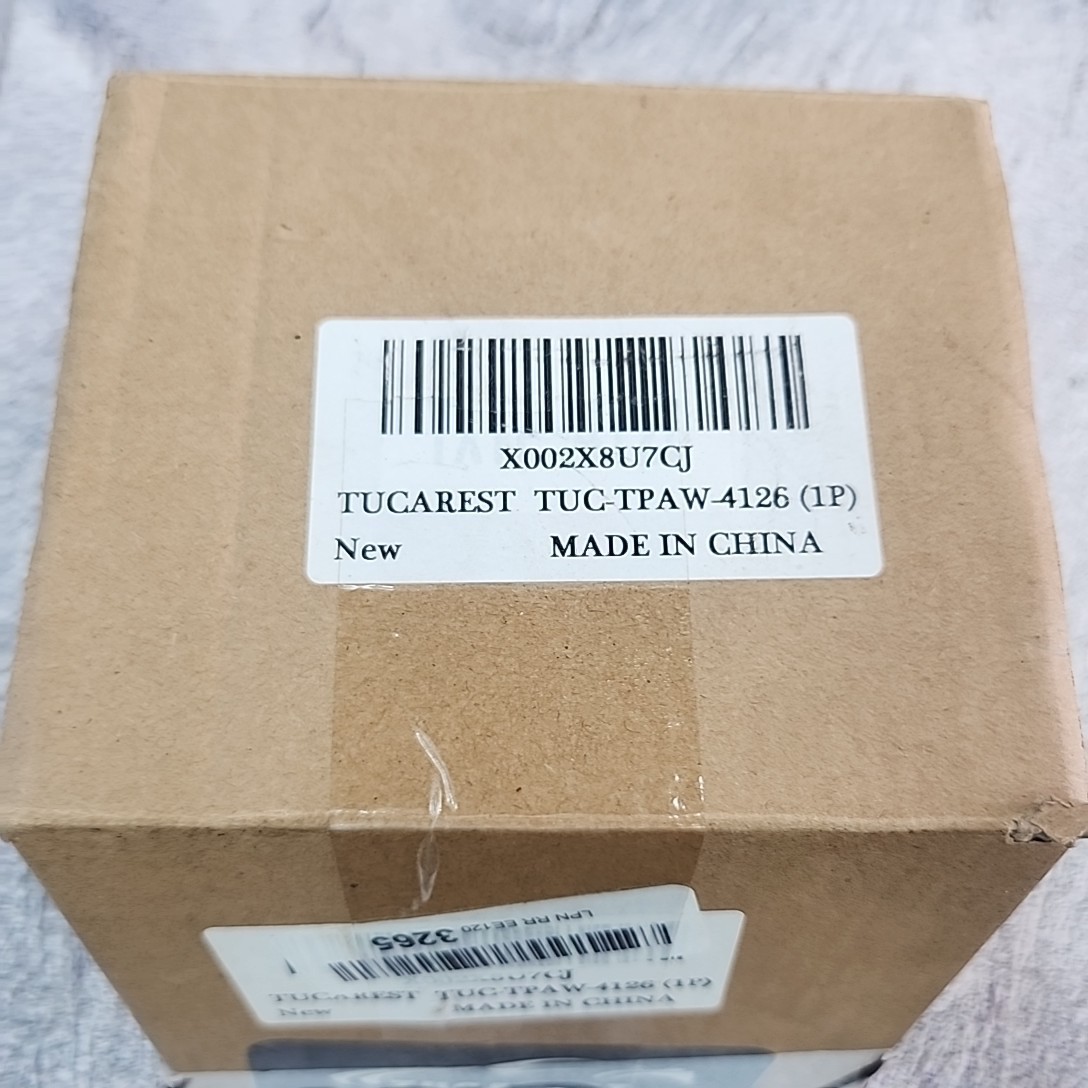 X002X8U7CJ
TUCAREST TUC-TPAW-4126 (1P)
New MADE IN CHINA
LPN RR EE120 3265
U7CJ
TUCAREST TUC-TPAW-4126 (1P)
New MADE IN CHINA